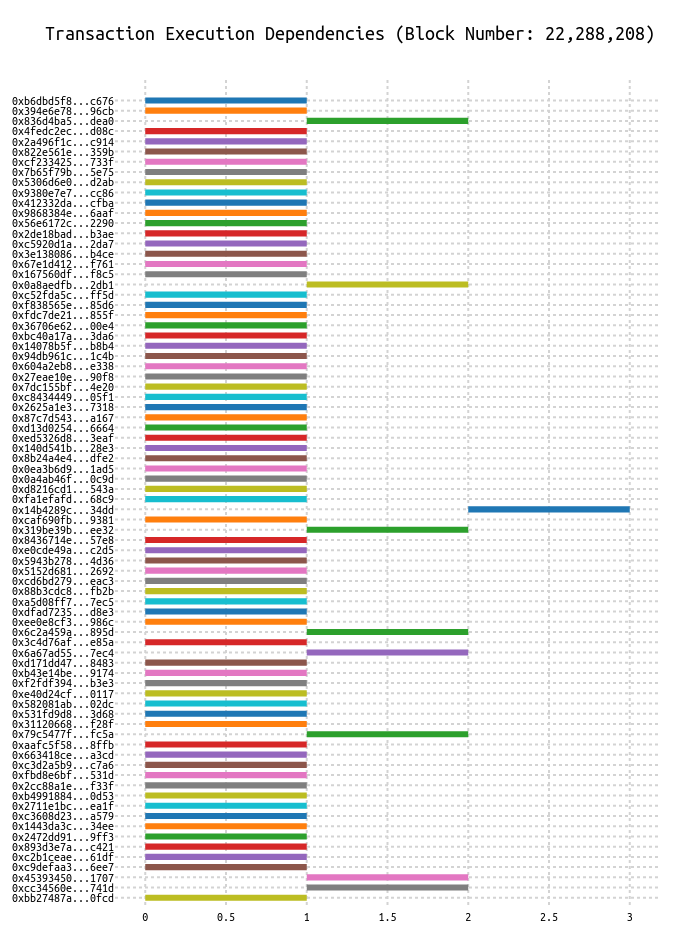 Transaction Execution Dependencies (Block Number: 22,288,208)
0xb6dbd5f8...c676
0x394e6e78...96cb
0x836d4ba5...dea0
0x4fedc2ec...d08c
0x2a496f1c...c914
0x822e561e...359b
0xcf233425...733f
0x7b65f79b...5e75
0x5306d6e0...d2ab
0x9380e7e7...cc86
0x412332da...cfba
0x9868384e...6aaf
0x56e6172c...2290
0x2de18bad...b3ae
0xc5920d1a...2da7
0x3e138086...b4ce
0x67e1d412...f761
0x167560df...f8c5
0x0a8aedfb...2db1
0xc52fda5c...ff5d
0xf838565e...85d6
0xfdc7de21...855f
0x36706e62...00e4
0xbc40a17a...3da6
0x14078b5f...b8b4
0x94db961c...1c4b
0x604a2eb8...e338
0x27eae10e...90f8
0x7dc155bf...4e20
0xc8434449...05f1
0x2625a1e3...7318
0x87c7d543...a167
0xd13d0254...6664
0xed5326d8...3eaf
0x140d541b...28e3
0x8b24a4e4...dfe2
0x0ea3b6d9...1ad5
0x0a4ab46f...0c9d
0xd8216cd1...543a
0xfa1efafd...68c9
0x14b4289c...34dd
0xcaf690fb...9381
0x319be39b...ee32
0x8436714e...57e8
0xe0cde49a...c2d5
0x5943b278...4d36
0x5152d681...2692
0xcd6bd279...eac3
0x88b3cdc8...fb2b
0xa5d08ff7...7ec5
0xdfad7235...d8e3
0xee0e8cf3...986c
0x6c2a459a...895d
0x3c4d76af...e85a
0x6a67ad55...7ec4
0xd171dd47...8483
0xb43e14be...9174
0xf2fdf394...b3e3
0xe40d24cf...0117
0x582081ab...02dc
0x531fd9d8...3d68
0x31120668...f28f
0x79c5477f...fc5a
0xaafc5f58...8ffb
0x663418ce...a3cd
0xc3d2a5b9...c7a6
0xfbd8e6bf...531d
0x2cc88a1e...f33f
0xb4991884...0d53
0x2711e1bc...ea1f
0xc3608d23...a579
0x1443da3c...34ee
0x2472dd91...9ff3
0x893d3e7a...c421
0xc2b1ceae...61df
0xc9defaa3...6ee7
0x45393450...1707
0xcc34560e...741d
0xbb27487a...0fcd
0 0.5 1 1.5 2 2.5 3